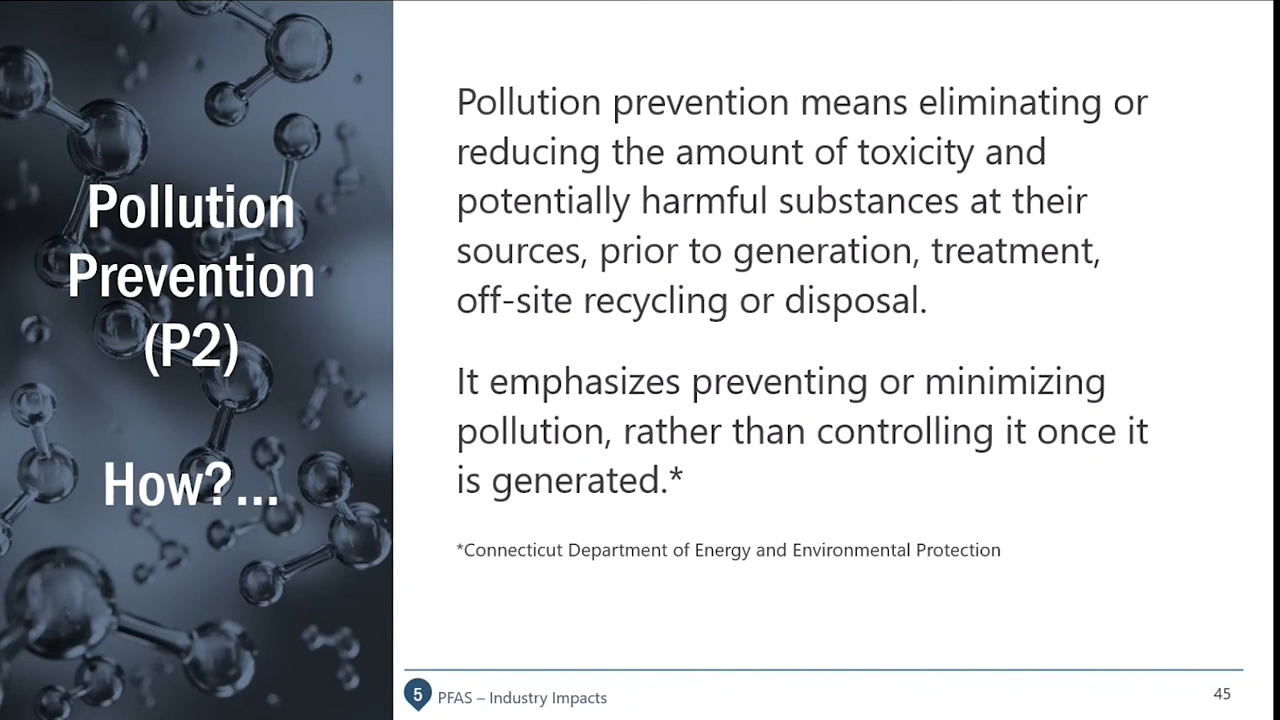 Pollution
Prevention
(P2)
How?...
Pollution prevention means eliminating or
reducing the amount of toxicity and
potentially harmful substances at their
sources, prior to generation, treatment,
off-site recycling or disposal.
It emphasizes preventing or minimizing
pollution, rather than controlling it once it
is generated.*
*Connecticut Department of Energy and Environmental Protection
5 PFAS – Industry Impacts
45